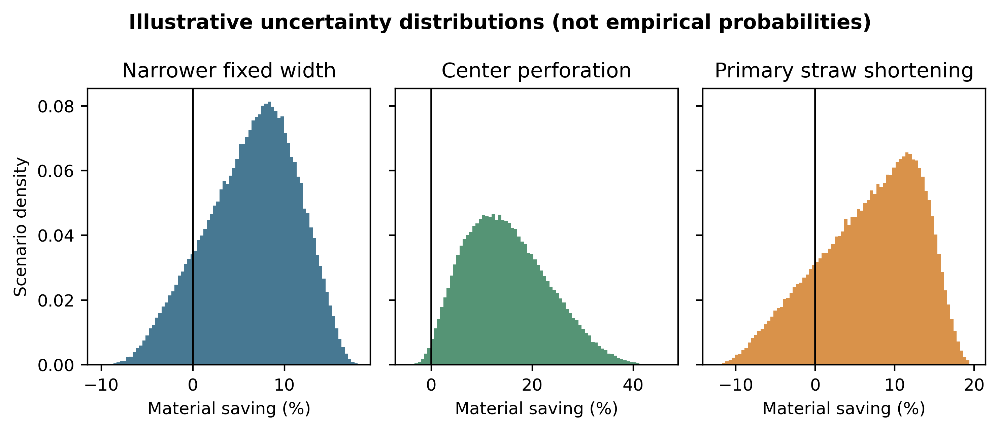 Illustrative uncertainty distributions (not empirical probabilities)
Narrower fixed width
Center perforation
Primary straw shortening
Scenario density
0.08
0.06
0.04
0.02
0.00
−10 0 10
0 20 40
−10 0 10 20
Material saving (%)
Material saving (%)
Material saving (%)